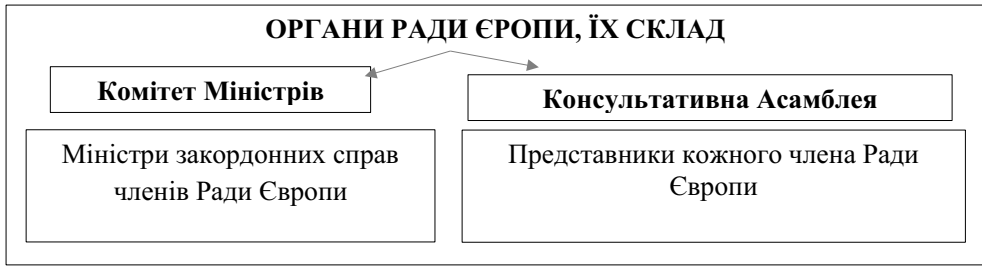 ОРГАНИ РАДИ ЄРОПИ, ЇХ СКЛАД
Комітет Міністрів
Консультативна Асамблея
Міністри закордонних справ
членів Ради Європи
Представники кожного члена Ради
Європи